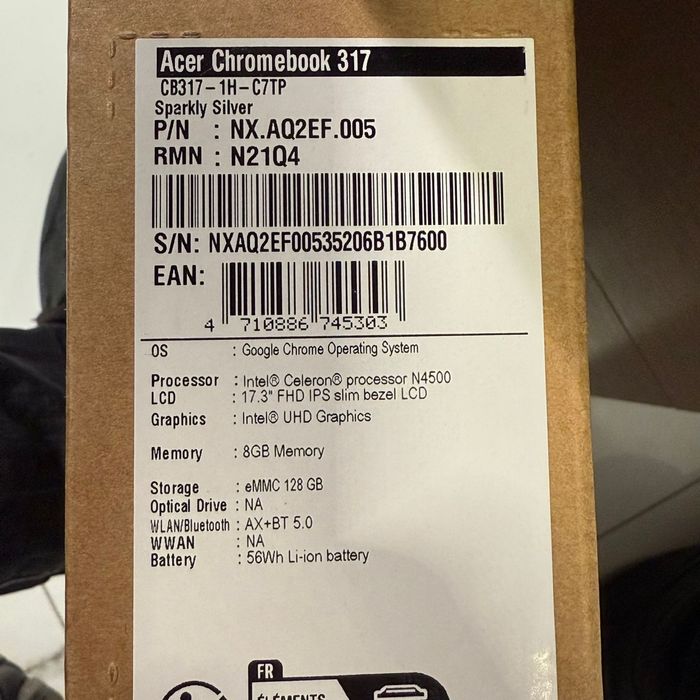 Acer Chromebook 317
CB317-1H-C7TP
Sparkly Silver
P/N : NX.AQ2EF.005
RMN : N21Q4
S/N: NXAQ2EF00535206B1B7600
EAN:
4 710886 745303
OS : Google Chrome Operating System
Processor : Intel® Celeron® processor N4500
LCD : 17.3" FHD IPS slim bezel LCD
Graphics : Intel® UHD Graphics
Memory : 8GB Memory
Storage : eMMC 128 GB
Optical Drive : NA
WLAN/Bluetooth : AX+BT 5.0
WWAN : NA
Battery : 56Wh Li-ion battery
FR
ÉLÉMENTS